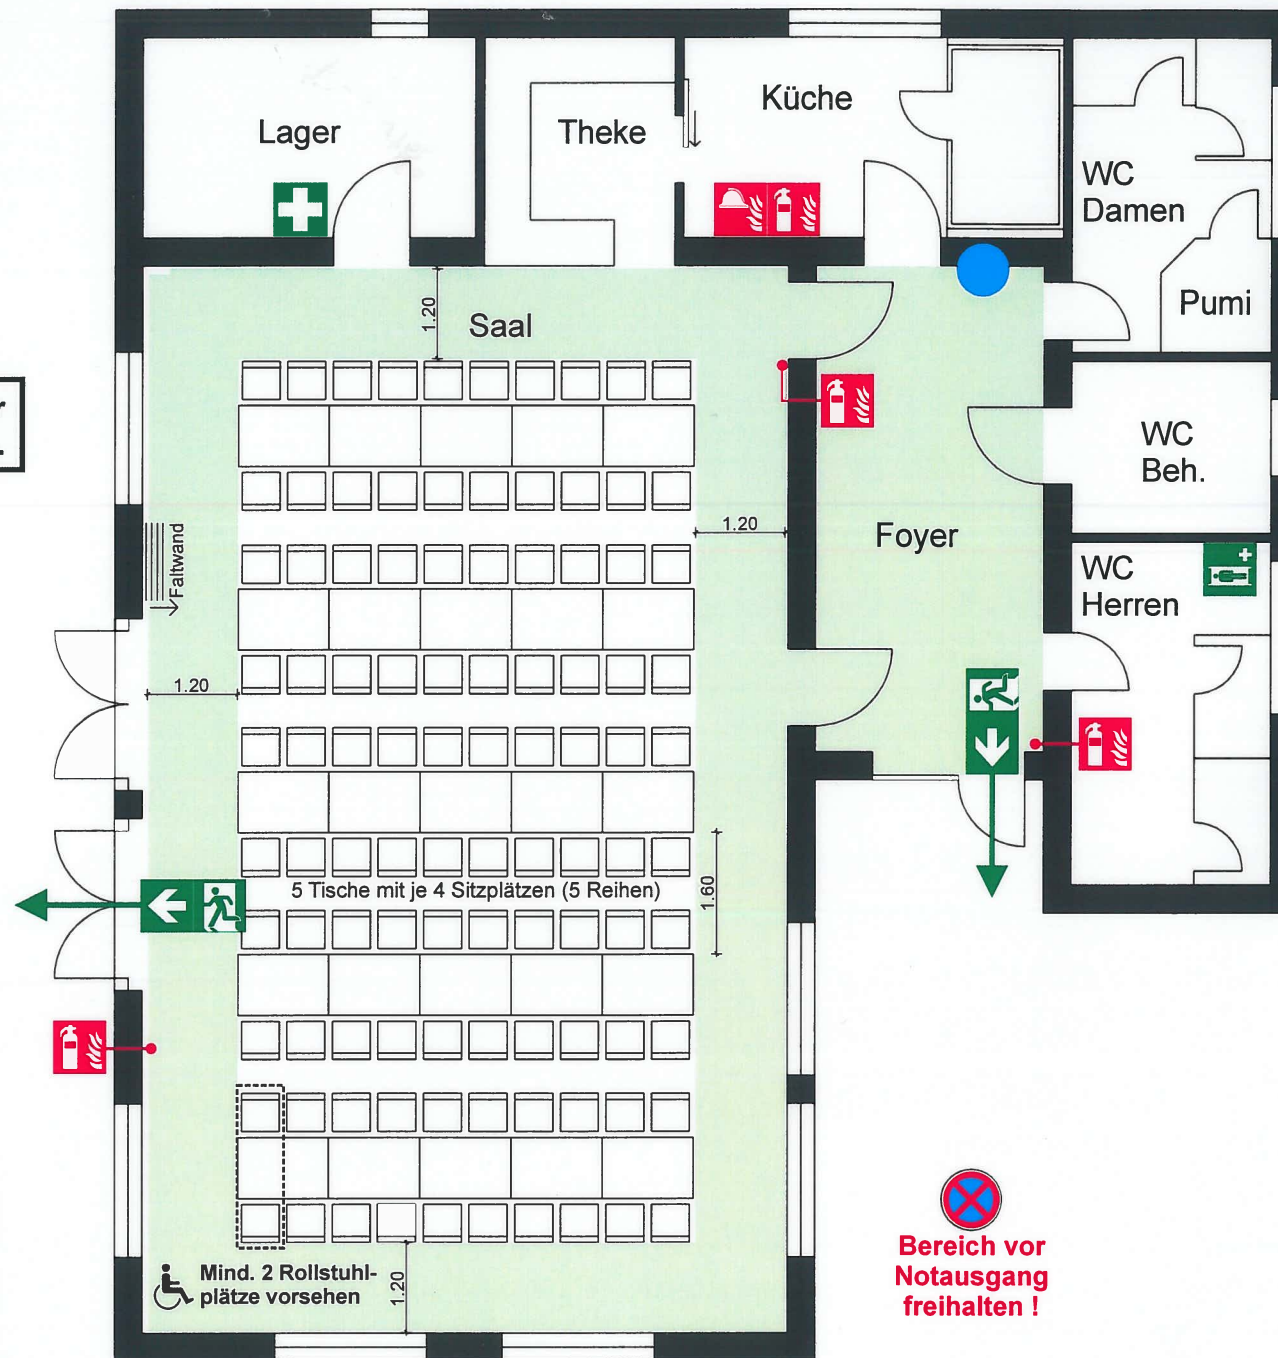 Lager
Theke
Küche
WC
Damen
Pumi
1.20
Saal
WC
Beh.
1.20
Foyer
Faltwand
WC
Herren
1.20
5 Tische mit je 4 Sitzplätzen (5 Reihen)
1.60
Mind. 2 Rollstuhl-
plätze vorsehen
1.20
Bereich vor
Notausgang
freihalten !